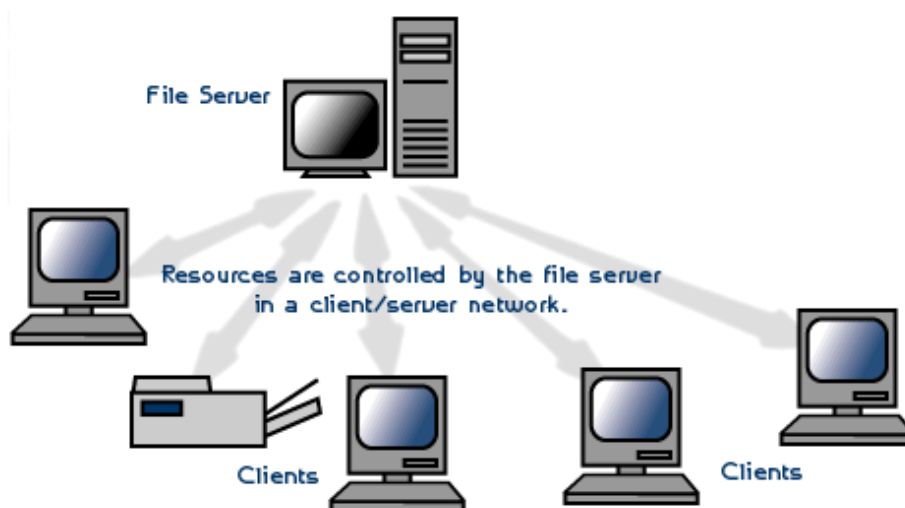 File Server
Resources are controlled by the file server
in a client/server network.
Clients
Clients